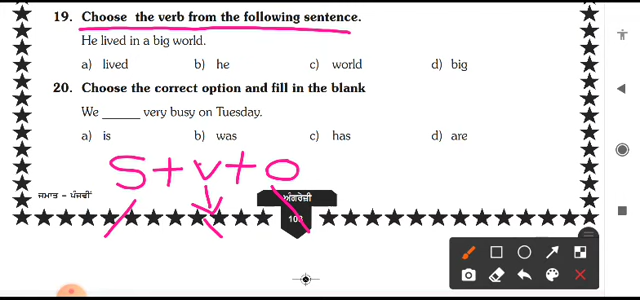 19. Choose the verb from the following sentence.
He lived in a big world.
a) lived b) he c) world d) big
20. Choose the correct option and fill in the blank
We ______ very busy on Tuesday.
a) is b) was c) has d) are
S + V + O
ਜਮਾਤ - ਪੰਜਵੀਂ
ਅੰਗਰੇਜ਼ੀ